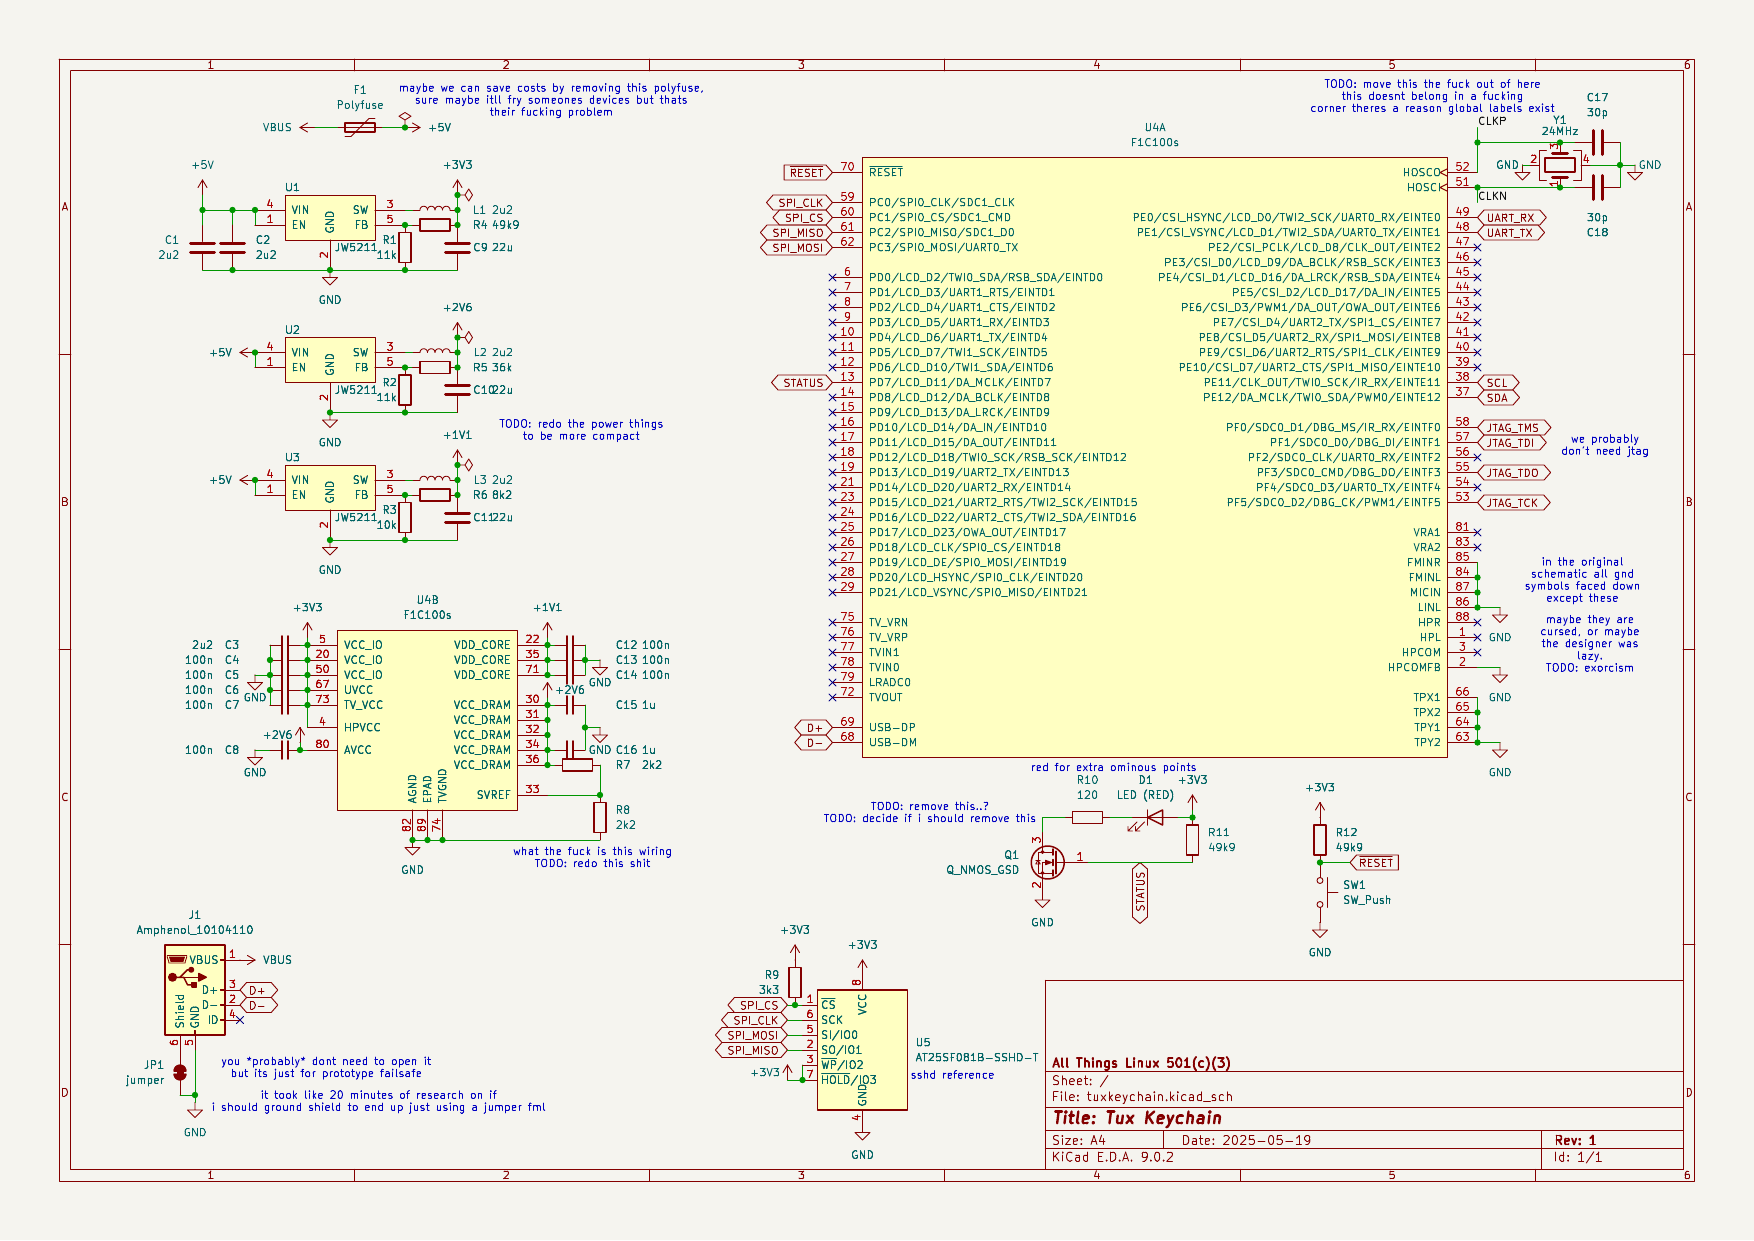 1 2 3 4 5 6
A
B
C
D
maybe we can save costs by removing this polyfuse,
sure maybe itll fry someones devices but thats
their fucking problem
F1
Polyfuse
VBUS
+5V
+5V
+3V3
U1
4 VIN SW 3
1 EN FB 5
GND
2
JW5211
L1 2u2
R4 49k9
R1
11k
C1
2u2
C2
2u2
C9 22u
GND
+2V6
U2
+5V
4 VIN SW 3
1 EN FB 5
GND
2
JW5211
L2 2u2
R5 36k
R2
11k
C10 22u
GND
TODO: redo the power things
to be more compact
+1V1
U3
+5V
4 VIN SW 3
1 EN FB 5
GND
2
JW5211
L3 2u2
R6 8k2
R3
10k
C11 22u
GND
U4B
F1C100s
+3V3
+1V1
2u2 C3
100n C4
100n C5
100n C6
100n C7
GND
+2V6
100n C8
GND
5 VCC_IO
20 VCC_IO
50 VCC_IO
67 UVCC
73 TV_VCC
4 HPVCC
80 AVCC
VDD_CORE 22
VDD_CORE 35
VDD_CORE 71
VCC_DRAM 30
VCC_DRAM 31
VCC_DRAM 32
VCC_DRAM 34
VCC_DRAM 36
SVREF 33
AGND 82
EPAD 89
TVGND 74
C12 100n
C13 100n
C14 100n
GND
+2V6
C15 1u
GND
C16 1u
R7 2k2
R8
2k2
GND
what the fuck is this wiring
TODO: redo this shit
J1
Amphenol_10104110
VBUS 1
VBUS
D+ 3 D+
D- 2 D-
ID 4
Shield 6
GND 5
JP1
jumper
GND
you *probably* dont need to open it
but its just for prototype failsafe
it took like 20 minutes of research on if
i should ground shield to end up just using a jumper fml
U4A
F1C100s
RESET 70 RESET
SPI_CLK 59 PC0/SPI0_CLK/SDC1_CLK
SPI_CS 60 PC1/SPI0_CS/SDC1_CMD
SPI_MISO 61 PC2/SPI0_MISO/SDC1_D0
SPI_MOSI 62 PC3/SPI0_MOSI/UART0_TX
6 PD0/LCD_D2/TWI0_SDA/RSB_SDA/EINTD0
7 PD1/LCD_D3/UART1_RTS/EINTD1
8 PD2/LCD_D4/UART1_CTS/EINTD2
9 PD3/LCD_D5/UART1_RX/EINTD3
10 PD4/LCD_D6/UART1_TX/EINTD4
11 PD5/LCD_D7/TWI1_SCK/EINTD5
12 PD6/LCD_D10/TWI1_SDA/EINTD6
STATUS 13 PD7/LCD_D11/DA_MCLK/EINTD7
14 PD8/LCD_D12/DA_BCLK/EINTD8
15 PD9/LCD_D13/DA_LRCK/EINTD9
16 PD10/LCD_D14/DA_IN/EINTD10
17 PD11/LCD_D15/DA_OUT/EINTD11
18 PD12/LCD_D18/TWI0_SCK/RSB_SCK/EINTD12
19 PD13/LCD_D19/UART2_TX/EINTD13
21 PD14/LCD_D20/UART2_RX/EINTD14
23 PD15/LCD_D21/UART2_RTS/TWI2_SCK/EINTD15
24 PD16/LCD_D22/UART2_CTS/TWI2_SDA/EINTD16
25 PD17/LCD_D23/OWA_OUT/EINTD17
26 PD18/LCD_CLK/SPI0_CS/EINTD18
27 PD19/LCD_DE/SPI0_MOSI/EINTD19
28 PD20/LCD_HSYNC/SPI0_CLK/EINTD20
29 PD21/LCD_VSYNC/SPI0_MISO/EINTD21
75 TV_VRN
76 TV_VRP
77 TVIN1
78 TVIN0
79 LRADC0
72 TVOUT
D+ 69 USB-DP
D- 68 USB-DM
HOSCO 52
HOSCI 51
PE0/CSI_HSYNC/LCD_D0/TWI2_SCK/UART0_RX/EINTE0 49 UART_RX
PE1/CSI_VSYNC/LCD_D1/TWI2_SDA/UART0_TX/EINTE1 48 UART_TX
PE2/CSI_PCLK/LCD_D8/CLK_OUT/EINTE2 47
PE3/CSI_D0/LCD_D9/DA_BCLK/RSB_SCK/EINTE3 46
PE4/CSI_D1/LCD_D16/DA_LRCK/RSB_SDA/EINTE4 45
PE5/CSI_D2/LCD_D17/DA_IN/EINTE5 44
PE6/CSI_D3/PWM1/DA_OUT/OWA_OUT/EINTE6 43
PE7/CSI_D4/UART2_TX/SPI1_CS/EINTE7 42
PE8/CSI_D5/UART2_RX/SPI1_MOSI/EINTE8 41
PE9/CSI_D6/UART2_RTS/SPI1_CLK/EINTE9 40
PE10/CSI_D7/UART2_CTS/SPI1_MISO/EINTE10 39
PE11/CLK_OUT/TWI0_SCK/IR_RX/EINTE11 38 SCL
PE12/DA_MCLK/TWI0_SDA/PWM0/EINTE12 37 SDA
PF0/SDC0_D1/DBG_MS/IR_RX/EINTF0 58 JTAG_TMS
PF1/SDC0_D0/DBG_DI/EINTF1 57 JTAG_TDI
PF2/SDC0_CLK/UART0_RX/EINTF2 56
PF3/SDC0_CMD/DBG_DO/EINTF3 55 JTAG_TDO
PF4/SDC0_D3/UART0_TX/EINTF4 54
PF5/SDC0_D2/DBG_CK/PWM1/EINTF5 53 JTAG_TCK
VRA1 81
VRA2 83
FMINR 85
FMINL 84
MICIN 87
LINL 86
HPR 88
HPL 1
HPCOM 3
HPCOMFB 2
TPX1 66
TPX2 65
TPY1 64
TPY2 63
GND
GND
GND
TODO: move this the fuck out of here
this doesnt belong in a fucking
corner theres a reason global labels exist
CLKP
CLKN
C17
30p
Y1
24MHz
GND 2 3 4 1 GND
30p
C18
we probably
don't need jtag
in the original
schematic all gnd
symbols faced down
except these
maybe they are
cursed, or maybe
the designer was
lazy.
TODO: exorcism
red for extra ominous points
R10
120
D1
LED (RED)
+3V3
TODO: remove this..?
TODO: decide if i should remove this
R11
49k9
Q1
Q_NMOS_GSD
3
1
2
STATUS
GND
+3V3
R12
49k9
RESET
SW1
SW_Push
GND
+3V3
+3V3
R9
3k3
SPI_CS 1 CS
SPI_CLK 6 SCK
SPI_MOSI 5 SI/IO0
SPI_MISO 2 SO/IO1
3 WP/IO2
+3V3 7 HOLD/IO3
VCC 8
GND 4
U5
AT25SF081B-SSHD-T
sshd reference
GND
All Things Linux 501(c)(3)
Sheet: /
File: tuxkeychain.kicad_sch
Title: Tux Keychain
Size: A4 Date: 2025-05-19 Rev: 1
KiCad E.D.A. 9.0.2 Id: 1/1
A
B
C
D
1 2 3 4 5 6